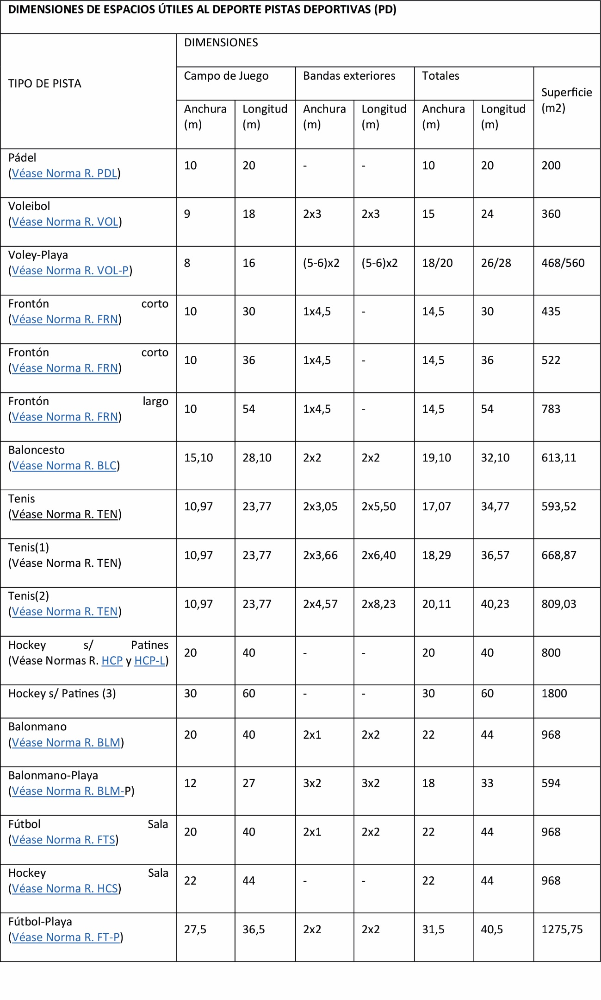 DIMENSIONES DE ESPACIOS ÚTILES AL DEPORTE PISTAS DEPORTIVAS (PD)
TIPO DE PISTA
DIMENSIONES
Campo de Juego Bandas exteriores Totales Superficie (m2)
Anchura (m) Longitud (m) Anchura (m) Longitud (m) Anchura (m) Longitud (m)
Pádel
(Véase Norma R. PDL) 10 20 - - 10 20 200
Voleibol
(Véase Norma R. VOL) 9 18 2x3 2x3 15 24 360
Voley-Playa
(Véase Norma R. VOL-P) 8 16 (5-6)x2 (5-6)x2 18/20 26/28 468/560
Frontón corto
(Véase Norma R. FRN) 10 30 1x4,5 - 14,5 30 435
Frontón corto
(Véase Norma R. FRN) 10 36 1x4,5 - 14,5 36 522
Frontón largo
(Véase Norma R. FRN) 10 54 1x4,5 - 14,5 54 783
Baloncesto
(Véase Norma R. BLC) 15,10 28,10 2x2 2x2 19,10 32,10 613,11
Tenis
(Véase Norma R. TEN) 10,97 23,77 2x3,05 2x5,50 17,07 34,77 593,52
Tenis(1)
(Véase Norma R. TEN) 10,97 23,77 2x3,66 2x6,40 18,29 36,57 668,87
Tenis(2)
(Véase Norma R. TEN) 10,97 23,77 2x4,57 2x8,23 20,11 40,23 809,03
Hockey s/ Patines
(Véase Normas R. HCP y HCP-L) 20 40 - - 20 40 800
Hockey s/ Patines (3) 30 60 - - 30 60 1800
Balonmano
(Véase Norma R. BLM) 20 40 2x1 2x2 22 44 968
Balonmano-Playa
(Véase Norma R. BLM-P) 12 27 3x2 3x2 18 33 594
Fútbol Sala
(Véase Norma R. FTS) 20 40 2x1 2x2 22 44 968
Hockey Sala
(Véase Norma R. HCS) 22 44 - - 22 44 968
Fútbol-Playa
(Véase Norma R. FT-P) 27,5 36,5 2x2 2x2 31,5 40,5 1275,75